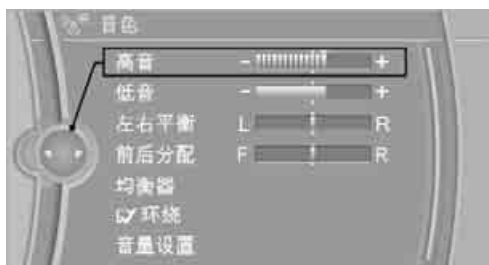 音色
高音 - +
低音 - +
左右平衡 L R
前后分配 F R
均衡器
环绕
音量设置